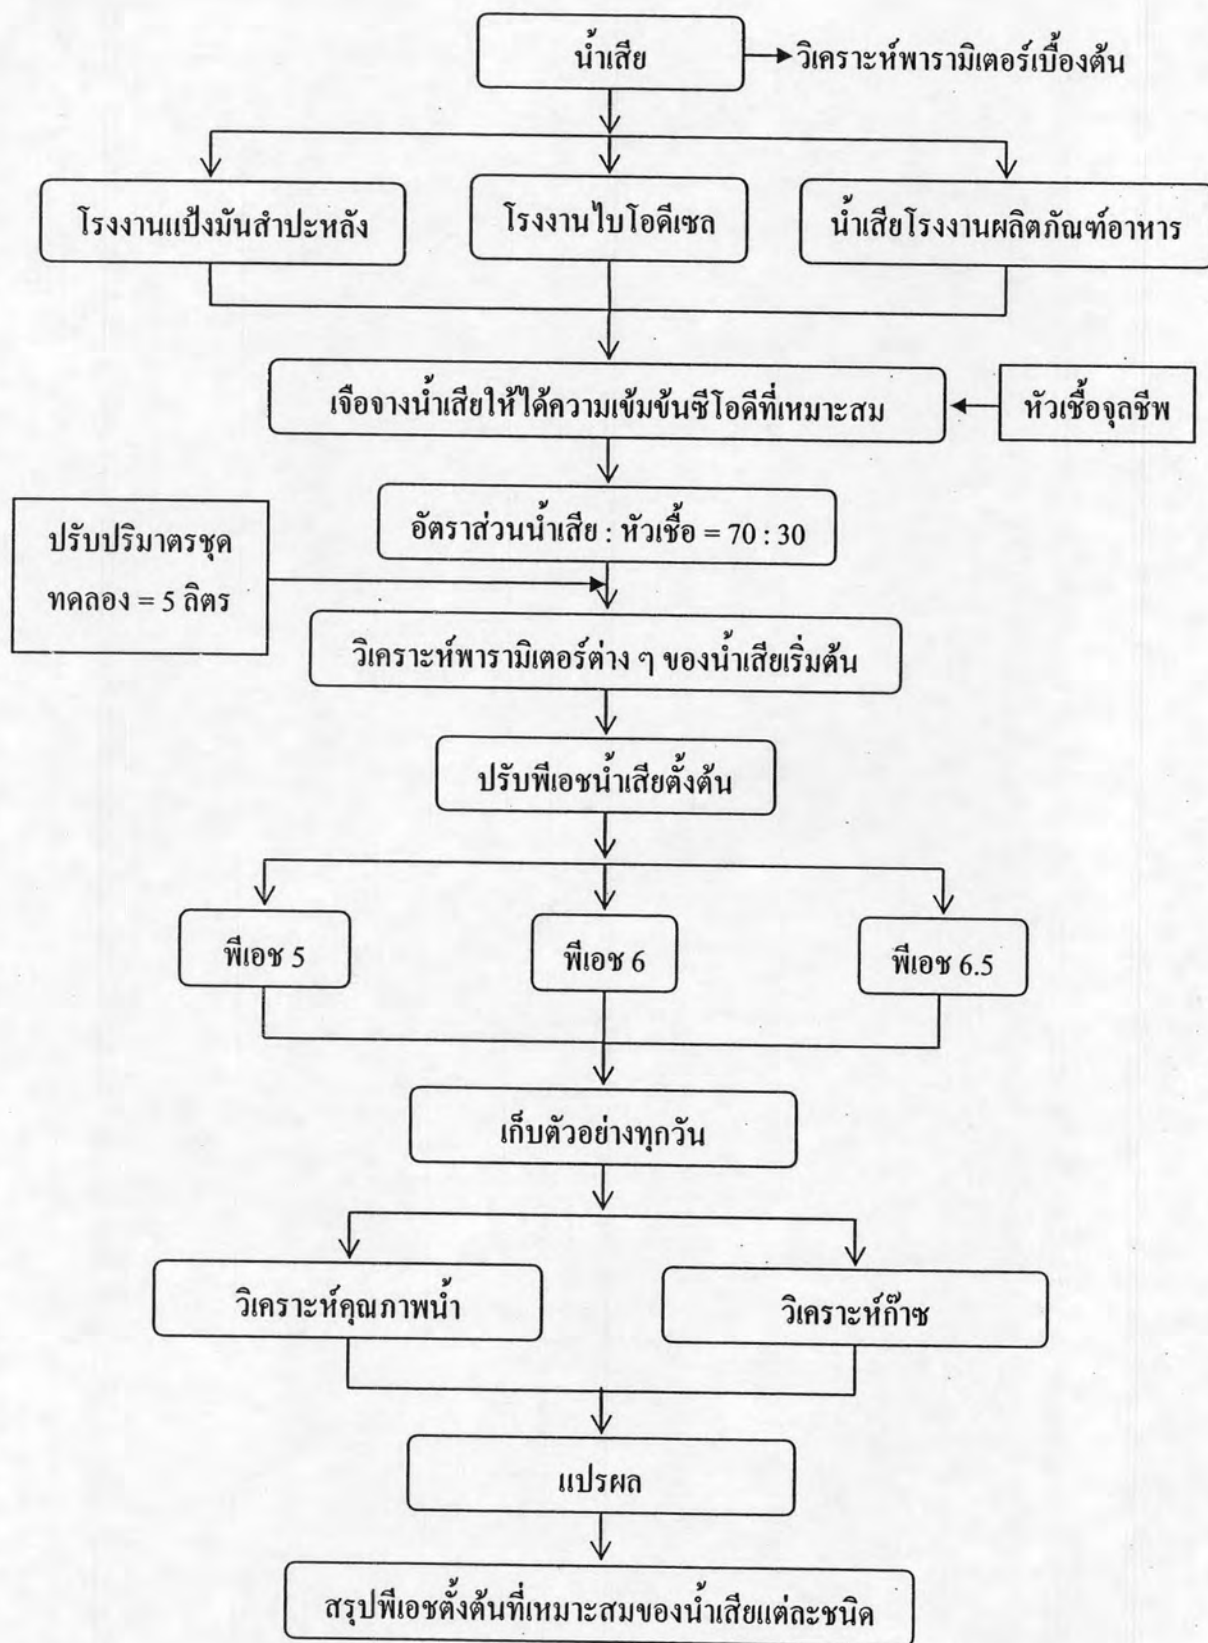 น้ำเสีย
วิเคราะห์พารามิเตอร์เบื้องต้น
โรงงานแป้งมันสำปะหลัง
โรงงานไบโอดีเซล
น้ำเสียโรงงานผลิตภัณฑ์อาหาร
เจือจางน้ำเสียให้ได้ความเข้มข้นซีโอดีที่เหมาะสม
หัวเชื้อจุลชีพ
อัตราส่วนน้ำเสีย : หัวเชื้อ = 70 : 30
ปรับปริมาตรชุด
ทดลอง = 5 ลิตร
วิเคราะห์พารามิเตอร์ต่าง ๆ ของน้ำเสียเริ่มต้น
ปรับพีเอชน้ำเสียตั้งต้น
พีเอช 5
พีเอช 6
พีเอช 6.5
เก็บตัวอย่างทุกวัน
วิเคราะห์คุณภาพน้ำ
วิเคราะห์ก๊าซ
แปรผล
สรุปพีเอชตั้งต้นที่เหมาะสมของน้ำเสียแต่ละชนิด